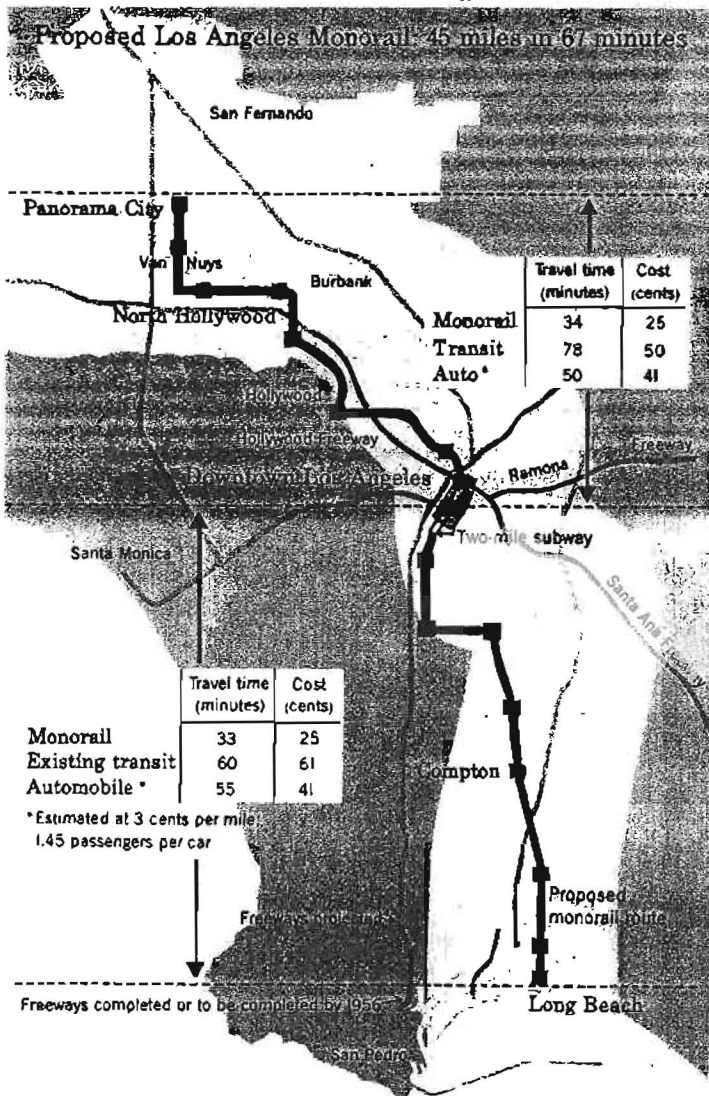 Proposed Los Angeles Monorail: 45 miles in 67 minutes
San Fernando
Panorama City
Van Nuys
Burbank
North Hollywood
Travel time (minutes) Cost (cents)
Monorail 34 25
Transit 78 50
Auto* 50 41
Hollywood
Hollywood Freeway
Freeway
Ramona
Downtown Los Angeles
Two-mile subway
Santa Monica
Santa Ana Freeway
Travel time (minutes) Cost (cents)
Monorail 33 25
Existing transit 60 61
Automobile* 55 41
*Estimated at 3 cents per mile,
1.45 passengers per car
Compton
Proposed
monorail route
Freeways projected
Freeways completed or to be completed by 1956
Long Beach
San Pedro